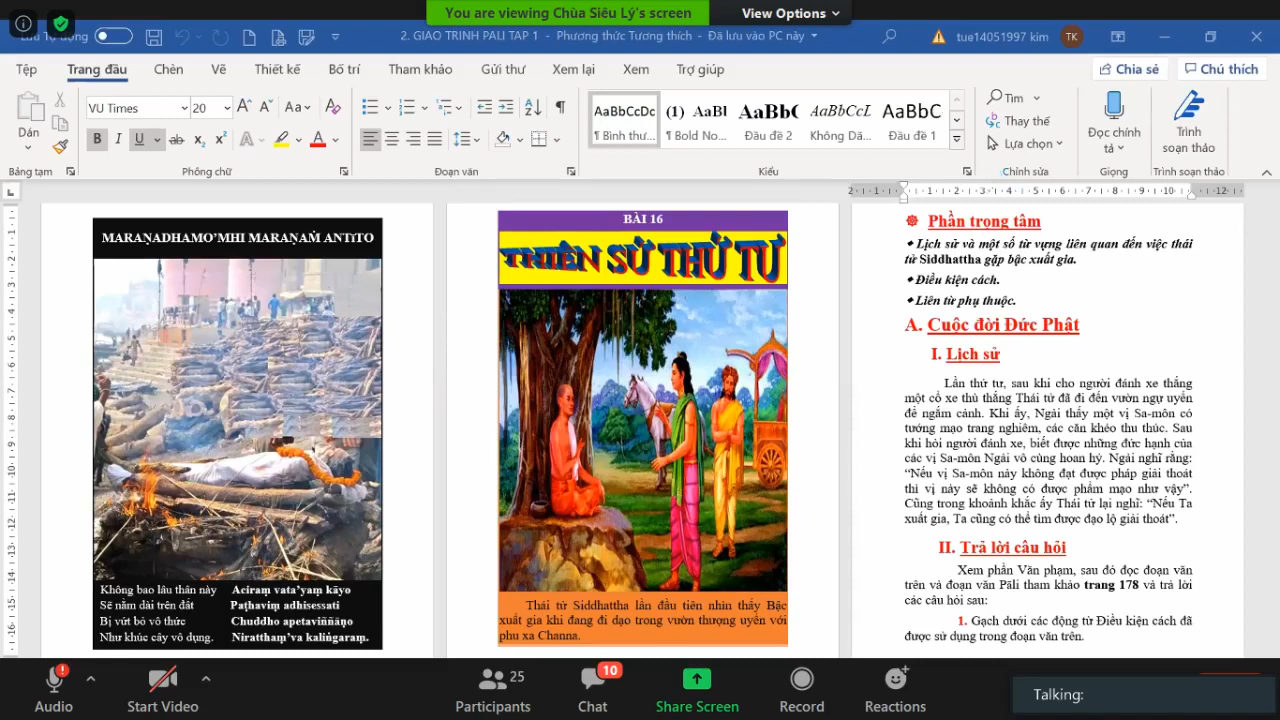 You are viewing Chùa Siêu Lý's screen
View Options
Lưu Tự động
2. GIAO TRINH PALI TAP 1 - Phương thức Tương thích - Đã lưu vào PC này
tue14051997 kim
TK
Tệp
Trang đầu
Chèn
Vẽ
Thiết kế
Bố trí
Tham khảo
Gửi thư
Xem lại
Xem
Trợ giúp
Chia sẻ
Chú thích
Dán
VU Times
20
Bảng tạm
Phông chữ
Đoạn văn
AaBbCcDc
¶ Bình thư...
(1) AaBl
¶ Bold No...
AaBb(
Đầu đề 2
AaBbCcL
Không Dã...
AaBbC
Đầu đề 1
Kiểu
Tìm
Thay thế
Lựa chọn
Chỉnh sửa
Đọc chính
tả
Giọng
Trình
soạn thảo
Trình soạn thảo
MARAṆADHAMO’MHI MARAṆAṀ ANTĪTO
Không bao lâu thân này
Sẽ nằm dài trên đất
Bị vứt bỏ vô thức
Như khúc cây vô dụng.
Aciraṃ vata’yaṃ kāyo
Paṭhaviṃ adhisessati
Chuddho apetaviññāṇo
Niratthaṃ’va kaliṅgaraṃ.
BÀI 16
THIÊN SỨ THỨ TƯ
Thái tử Siddhattha lần đầu tiên nhìn thấy Bậc
xuất gia khi đang đi dạo trong vườn thượng uyển với
phu xa Channa.
Phần trọng tâm
Lịch sử và một số từ vựng liên quan đến việc thái
tử Siddhattha gặp bậc xuất gia.
Điều kiện cách.
Liên từ phụ thuộc.
A. Cuộc đời Đức Phật
I. Lịch sử
Lần thứ tư, sau khi cho người đánh xe thắng
một cỗ xe thù thắng Thái tử đã đi đến vườn ngự uyển
để ngắm cảnh. Khi ấy, Ngài thấy một vị Sa-môn có
tướng mạo trang nghiêm, các căn khéo thu thúc. Sau
khi hỏi người đánh xe, biết được những đức hạnh của
các vị Sa-môn Ngài vô cùng hoan hỷ. Ngài nghĩ rằng:
“Nếu vị Sa-môn này không đạt được pháp giải thoát
thì vị này sẽ không có được phẩm mạo như vậy”.
Cũng trong khoảnh khắc ấy Thái tử lại nghĩ: “Nếu Ta
xuất gia, Ta cũng có thể tìm được đạo lộ giải thoát”.
II. Trả lời câu hỏi
Xem phần Văn phạm, sau đó đọc đoạn văn
trên và đoạn văn Pāli tham khảo trang 178 và trả lời
các câu hỏi sau:
1. Gạch dưới các động từ Điều kiện cách đã
được sử dụng trong đoạn văn trên.
Audio
Start Video
Participants
25
Chat
10
Share Screen
Record
Reactions
Talking: